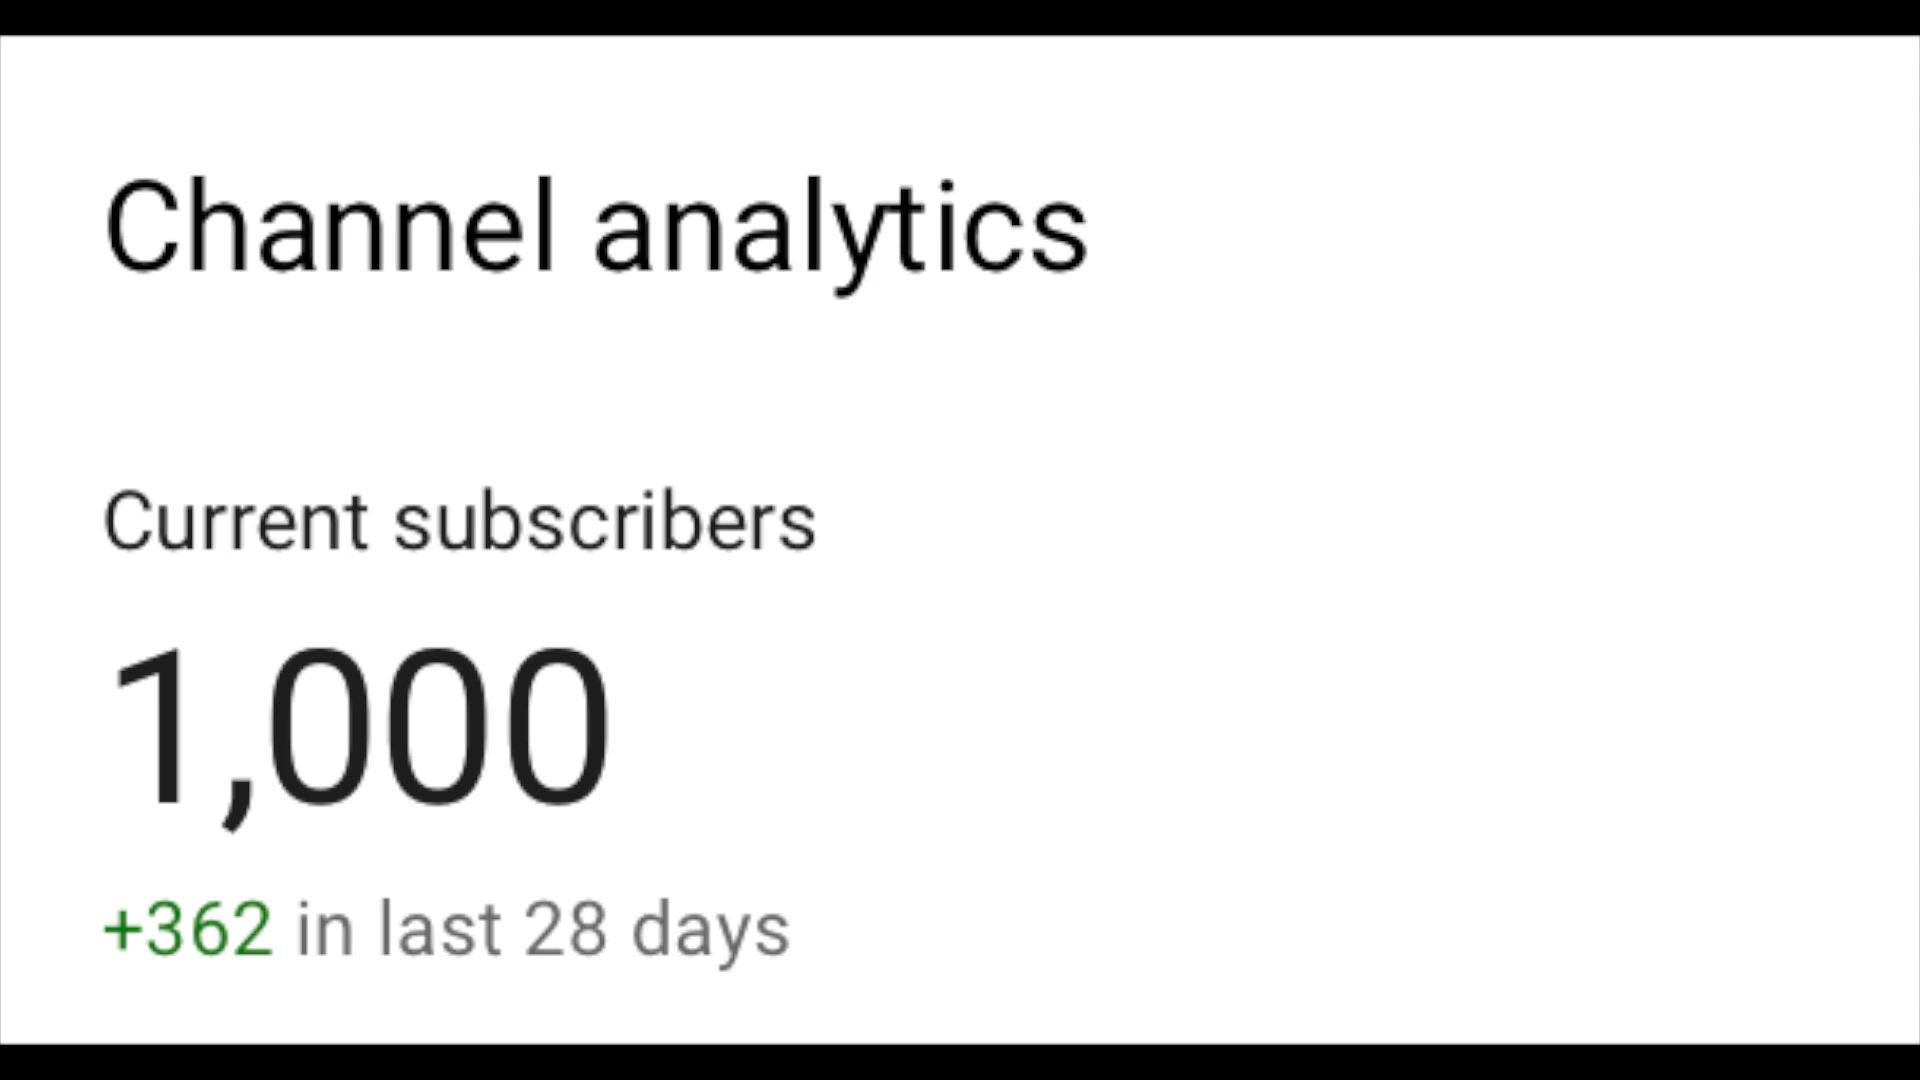 Channel analytics
Current subscribers
1,000
+362 in last 28 days